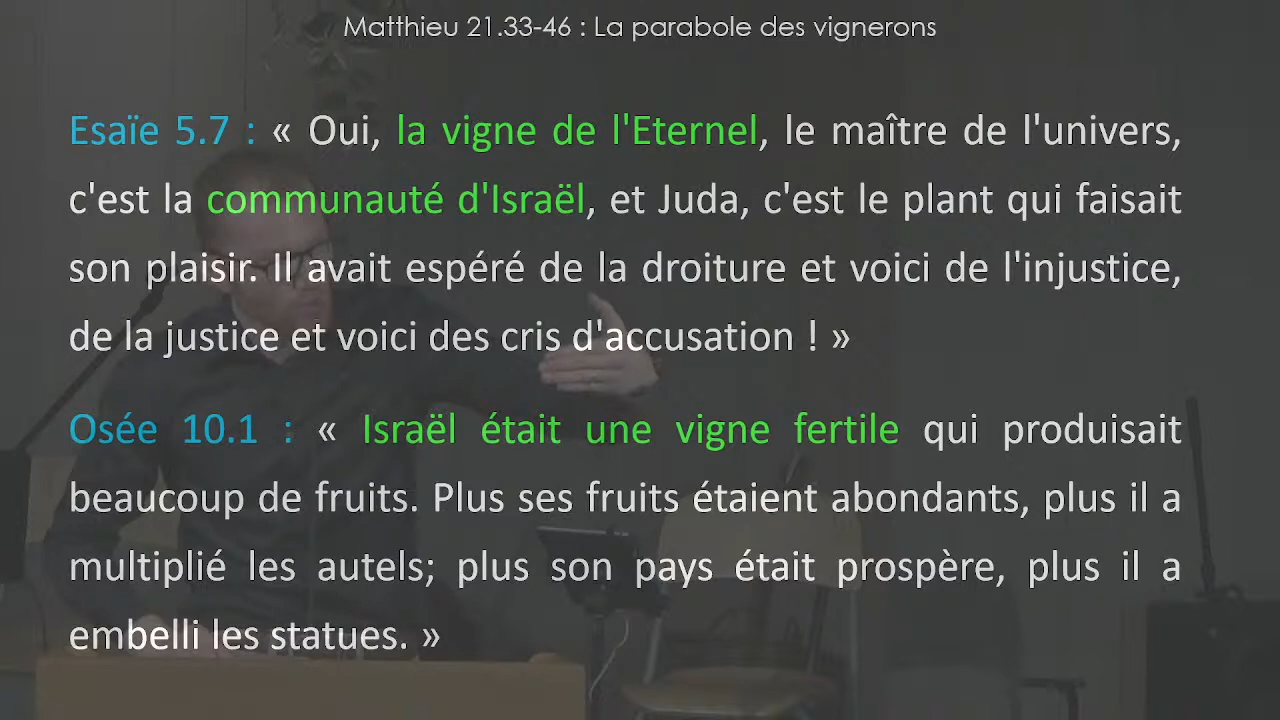 Matthieu 21.33-46 : La parabole des vignerons
Esaïe 5.7 : « Oui, la vigne de l'Eternel, le maître de l'univers,
c'est la communauté d'Israël, et Juda, c'est le plant qui faisait
son plaisir. Il avait espéré de la droiture et voici de l'injustice,
de la justice et voici des cris d'accusation ! »
Osée 10.1 : « Israël était une vigne fertile qui produisait
beaucoup de fruits. Plus ses fruits étaient abondants, plus il a
multiplié les autels; plus son pays était prospère, plus il a
embelli les statues. »